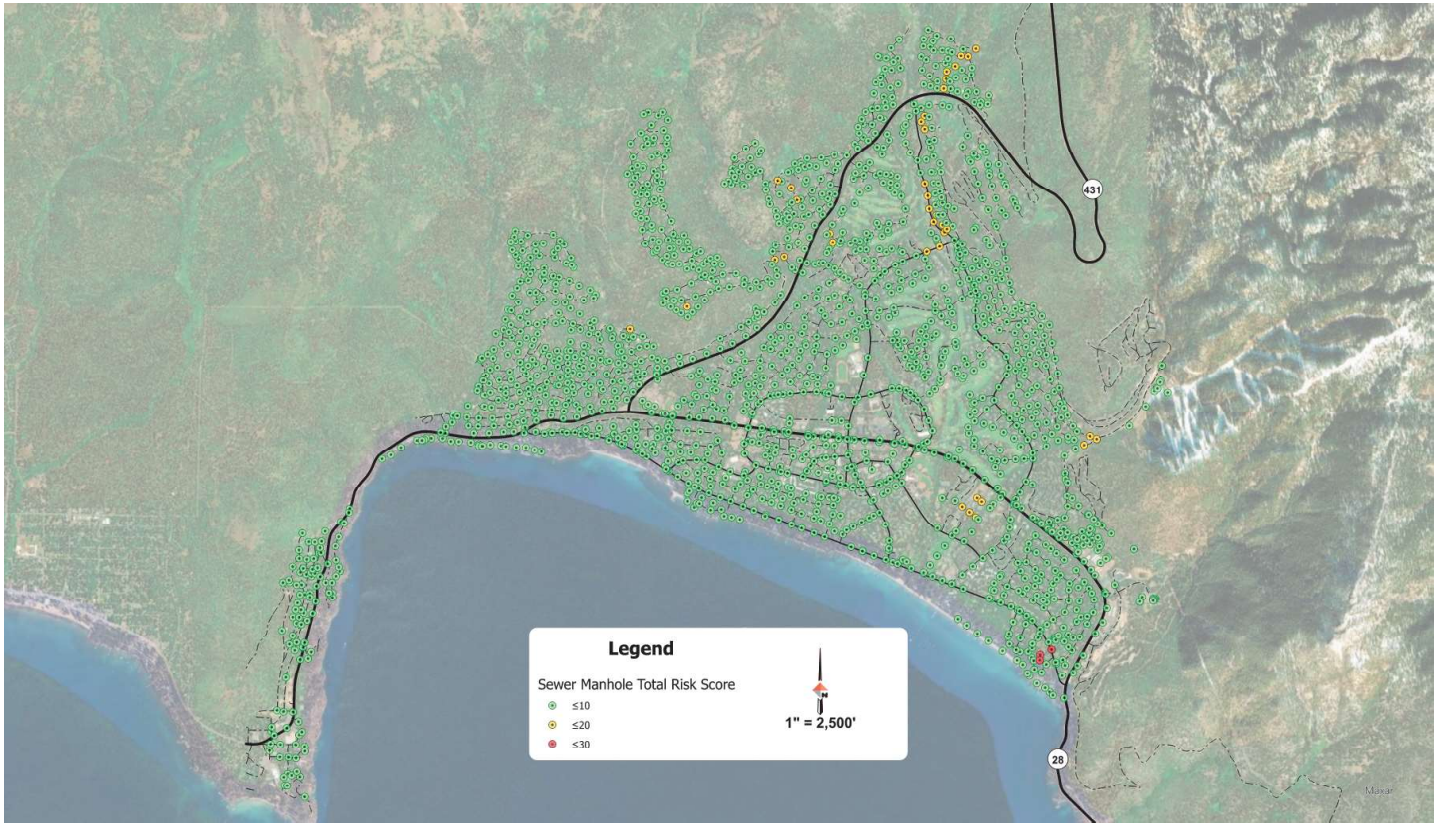 431
Legend
Sewer Manhole Total Risk Score
≤10
≤20
≤30
N
1" = 2,500'
28
Maxar